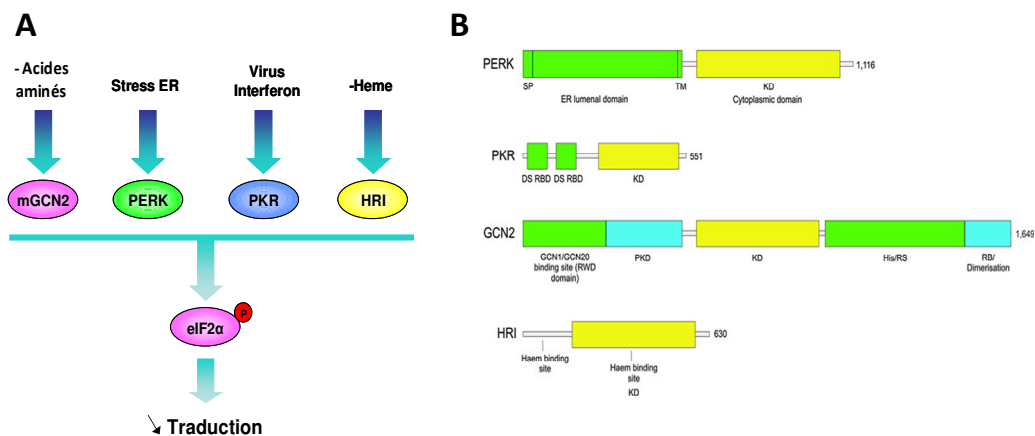 A
- Acides
aminés
Stress ER
Virus
Interferon
-Heme
mGCN2
PERK
PKR
HRI
eIF2α
P
↘ Traduction
B
PERK
1,116
SP
TM
KD
ER lumenal domain
Cytoplasmic domain
PKR
551
DS RBD
DS RBD
KD
GCN2
1,649
GCN1/GCN20
binding site (RWD
domain)
PKD
KD
His/RS
RB/
Dimerisation
HRI
630
Haem binding
site
Haem binding
site
KD